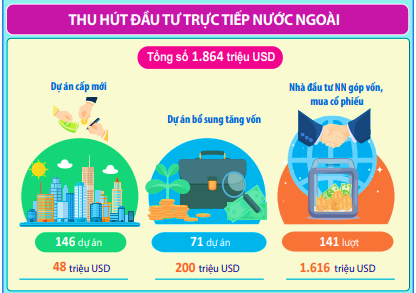 THU HÚT ĐẦU TƯ TRỰC TIẾP NƯỚC NGOÀI
Tổng số 1.864 triệu USD
Dự án cấp mới
Dự án bổ sung tăng vốn
Nhà đầu tư NN góp vốn,
mua cổ phiếu
146 dự án
71 dự án
141 lượt
48 triệu USD
200 triệu USD
1.616 triệu USD